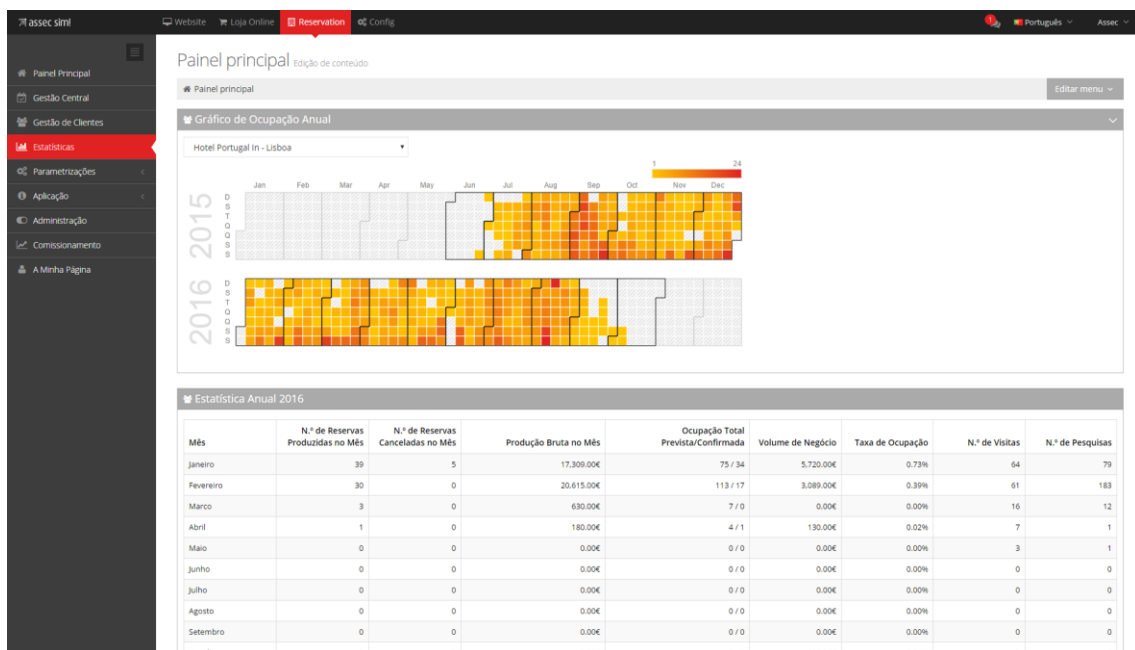 assec sim! Website Loja Online Reservation Config 1 Português Assec
Painel Principal
Gestão Central
Gestão de Clientes
Estatísticas
Parametrizações
Aplicação
Administração
Comissionamento
A Minha Página
Painel principal Edição de conteúdo
Painel principal Editar menu
Gráfico de Ocupação Anual
Hotel Portugal In - Lisboa
1 24
Jan Feb Mar Apr May Jun Jul Aug Sep Oct Nov Dec
2015
D
S
T
Q
Q
S
S
2016
D
S
T
Q
Q
S
S
Estatística Anual 2016
Mês N.º de Reservas Produzidas no Mês N.º de Reservas Canceladas no Mês Produção Bruta no Mês Ocupação Total Prevista/Confirmada Volume de Negócio Taxa de Ocupação N.º de Visitas N.º de Pesquisas
Janeiro 39 5 17,309.00€ 75 / 34 5,720.00€ 0.73% 64 79
Fevereiro 30 0 20,615.00€ 113 / 17 3,089.00€ 0.39% 61 183
Marco 3 0 630.00€ 7 / 0 0.00€ 0.00% 16 12
Abril 1 0 180.00€ 4 / 1 130.00€ 0.02% 7 1
Maio 0 0 0.00€ 0 / 0 0.00€ 0.00% 3 1
Junho 0 0 0.00€ 0 / 0 0.00€ 0.00% 0 0
Julho 0 0 0.00€ 0 / 0 0.00€ 0.00% 0 0
Agosto 0 0 0.00€ 0 / 0 0.00€ 0.00% 0 0
Setembro 0 0 0.00€ 0 / 0 0.00€ 0.00% 0 0